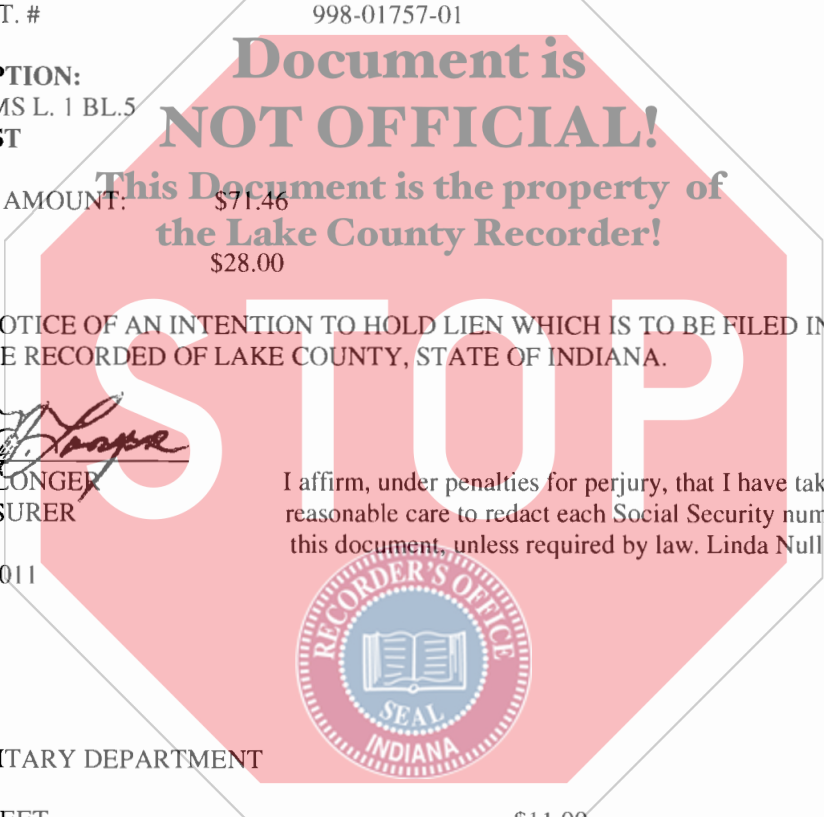 T. # 998-01757-01
Document is
PTION:
MS L. 1 BL.5
NOT OFFICIAL!
ST
This Document is the property of
AMOUNT: $71.46
the Lake County Recorder!
$28.00
OTICE OF AN INTENTION TO HOLD LIEN WHICH IS TO BE FILED IN
E RECORDED OF LAKE COUNTY, STATE OF INDIANA.
STOP
LONGER
SURER
I affirm, under penalties for perjury, that I have tak
reasonable care to redact each Social Security num
this document, unless required by law. Linda Null
011
RECORDER'S OFFICE
SEAL
INDIANA
ITARY DEPARTMENT
EET $11.00